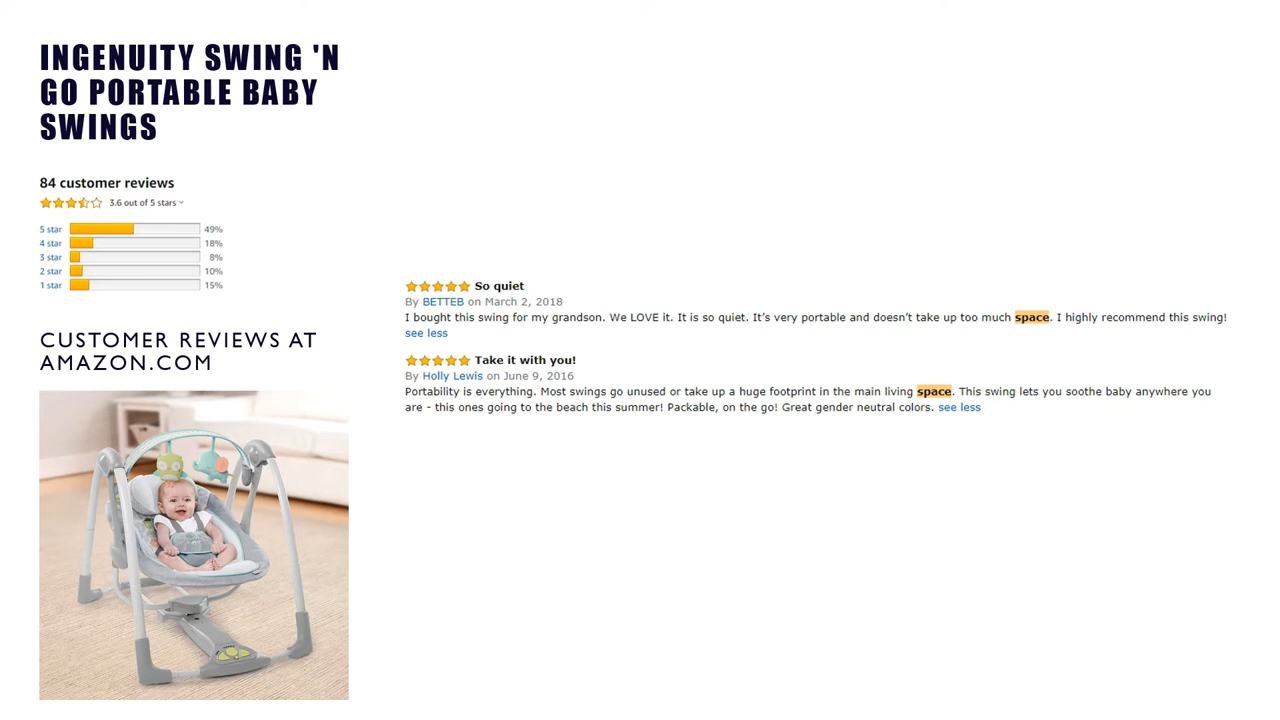 INGENUITY SWING 'N
GO PORTABLE BABY
SWINGS
84 customer reviews
3.6 out of 5 stars
5 star 49%
4 star 18%
3 star 8%
2 star 10%
1 star 15%
CUSTOMER REVIEWS AT
AMAZON.COM
So quiet
By BETTEB on March 2, 2018
I bought this swing for my grandson. We LOVE it. It is so quiet. It’s very portable and doesn’t take up too much space. I highly recommend this swing!
see less
Take it with you!
By Holly Lewis on June 9, 2016
Portability is everything. Most swings go unused or take up a huge footprint in the main living space. This swing lets you soothe baby anywhere you
are - this ones going to the beach this summer! Packable, on the go! Great gender neutral colors. see less